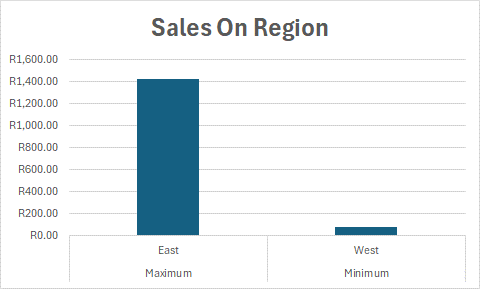 Sales On Region
R1,600.00
R1,400.00
R1,200.00
R1,000.00
R800.00
R600.00
R400.00
R200.00
R0.00
East West
Maximum Minimum